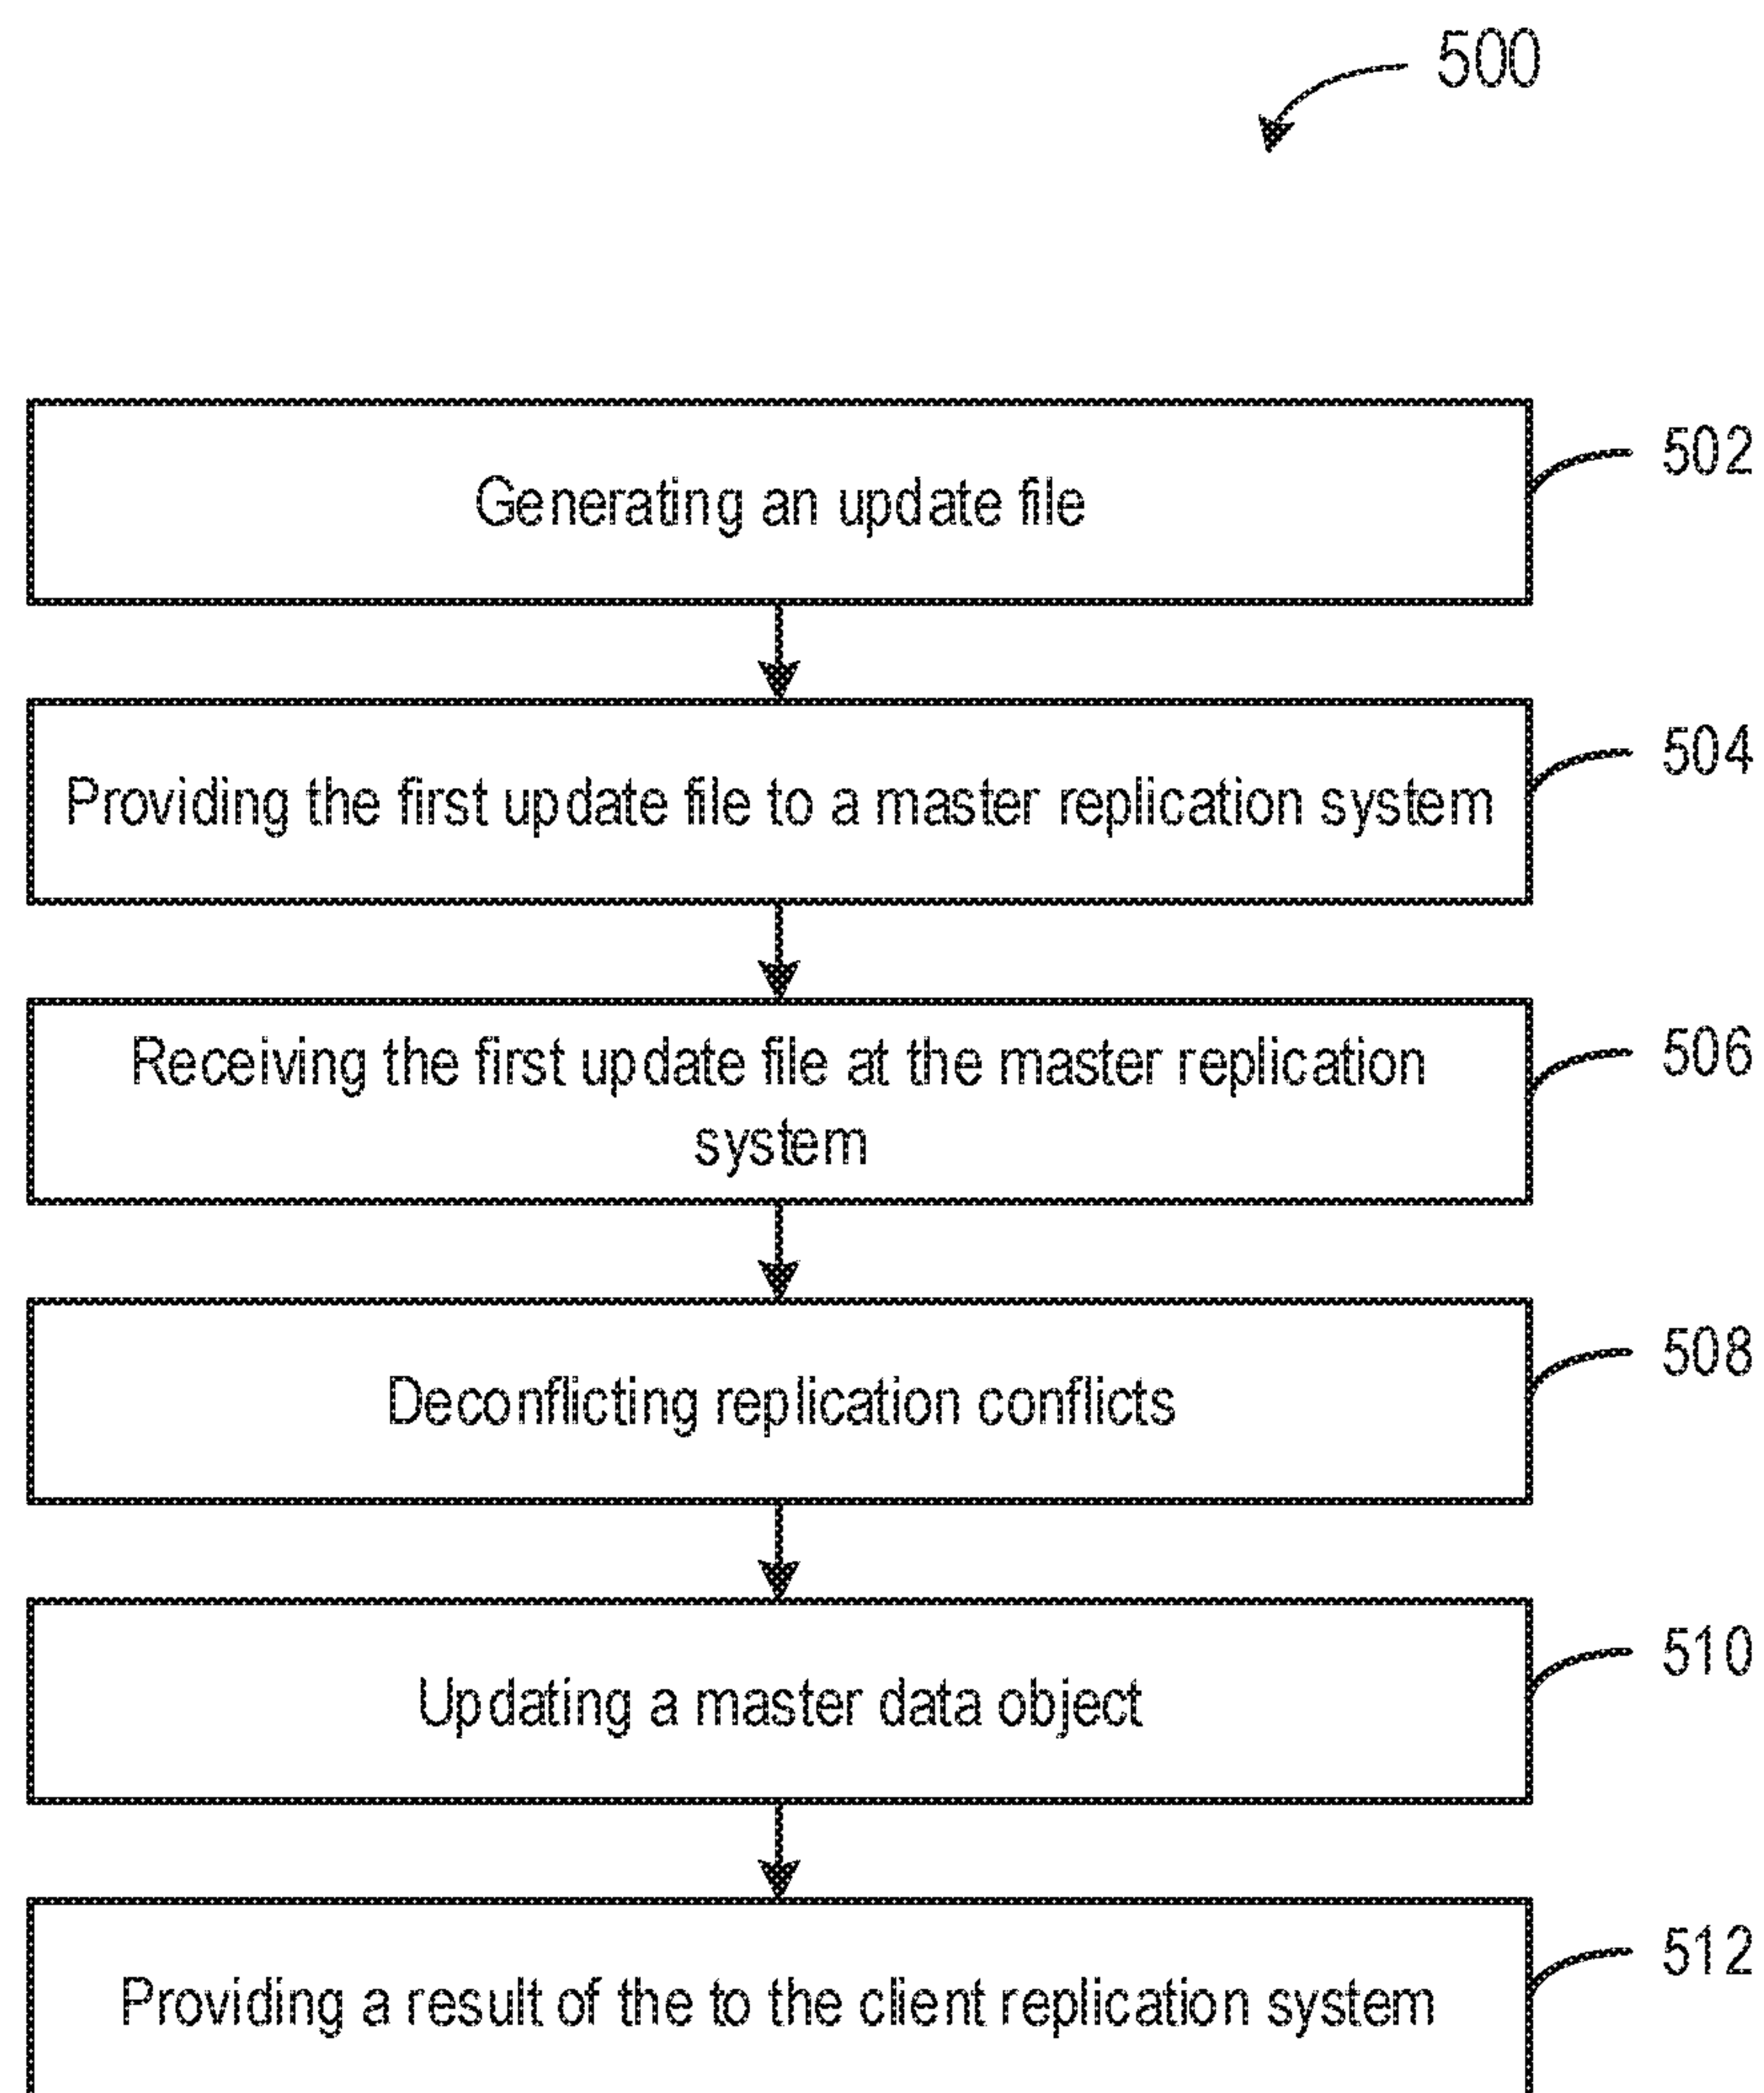 500
Generating an update file
502
Providing the first update file to a master replication system
504
Receiving the first update file at the master replication
system
506
Deconflicting replication conflicts
508
Updating a master data object
510
Providing a result of the to the client replication system
512